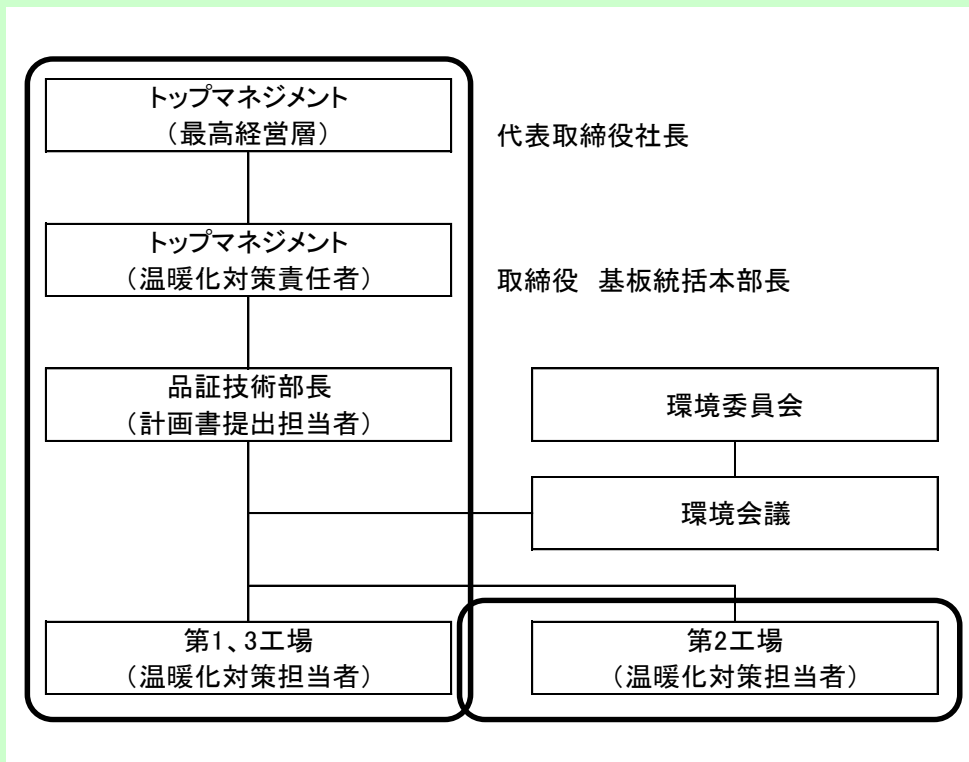 トップマネジメント
（最高経営層）
代表取締役社長
トップマネジメント
（温暖化対策責任者）
取締役　基板統括本部長
品証技術部長
（計画書提出担当者）
環境委員会
環境会議
第1、3工場
（温暖化対策担当者）
第2工場
（温暖化対策担当者）